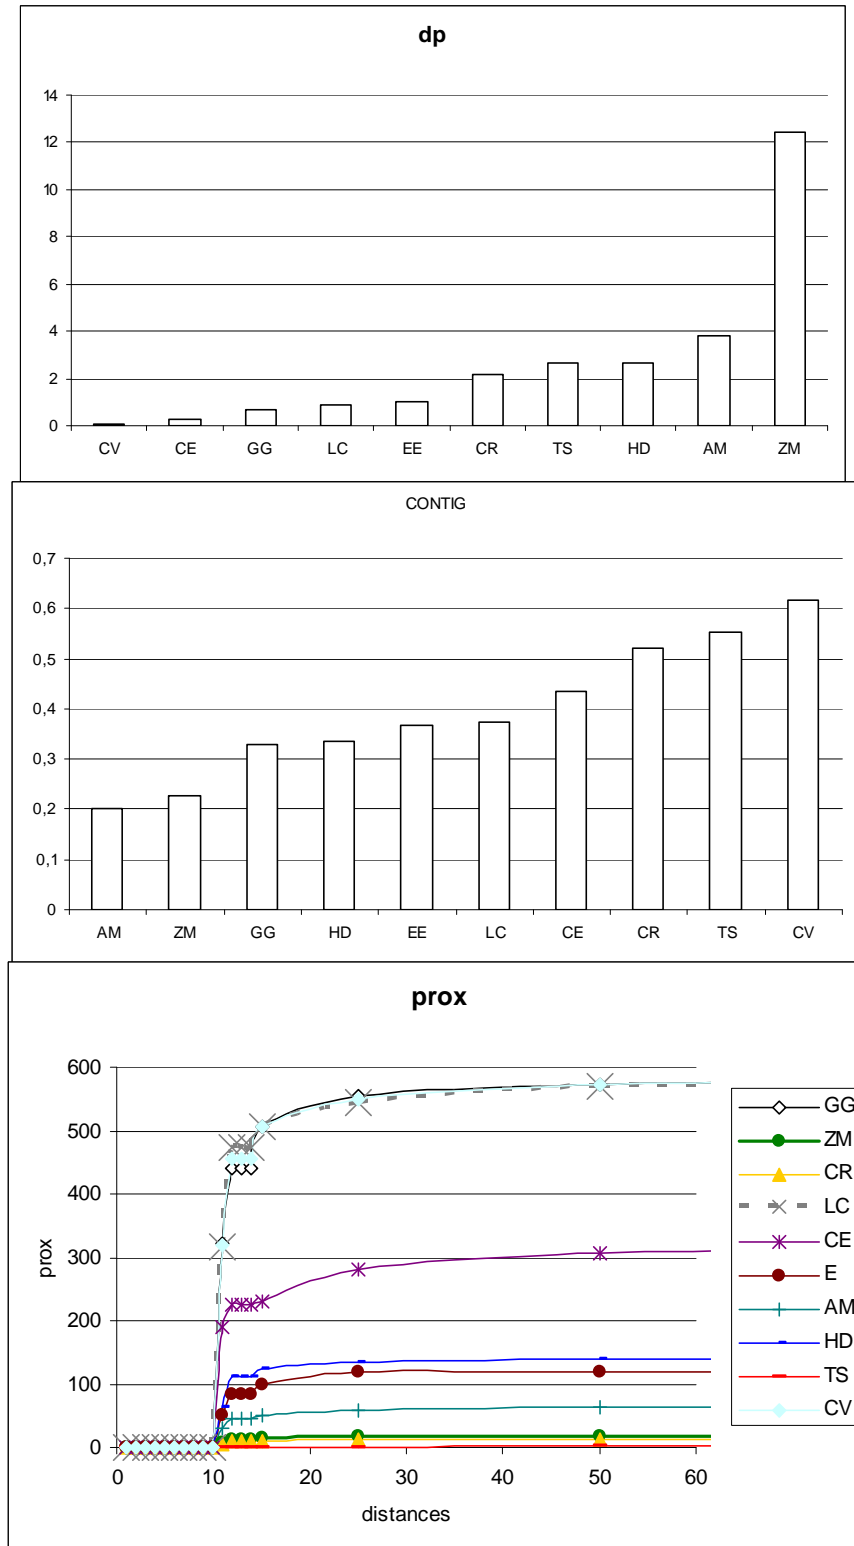 dp
14
12
10
8
6
4
2
0
CV CE GG LC EE CR TS HD AM ZM
CONTIG
0,7
0,6
0,5
0,4
0,3
0,2
0,1
0
AM ZM GG HD EE LC CE CR TS CV
prox
600
500
400
300
200
100
0
prox
0 10 20 30 40 50 60
distances
GG
ZM
CR
LC
CE
E
AM
HD
TS
CV